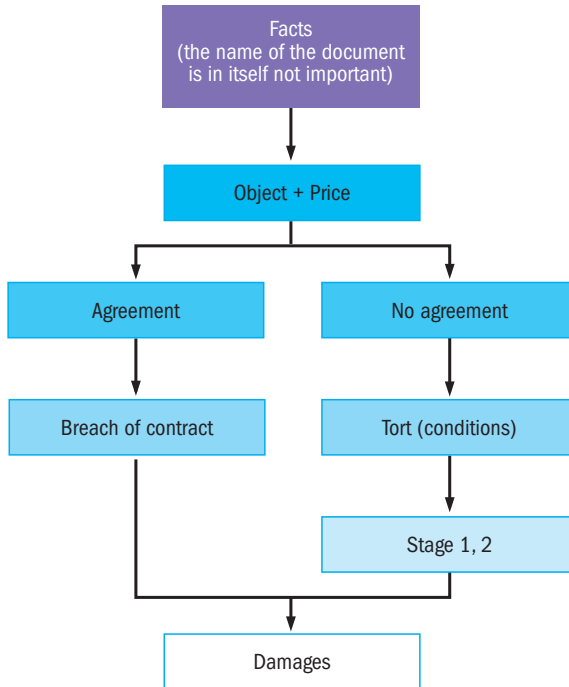 Facts
(the name of the document
is in itself not important)
Object + Price
Agreement
No agreement
Breach of contract
Tort (conditions)
Stage 1, 2
Damages